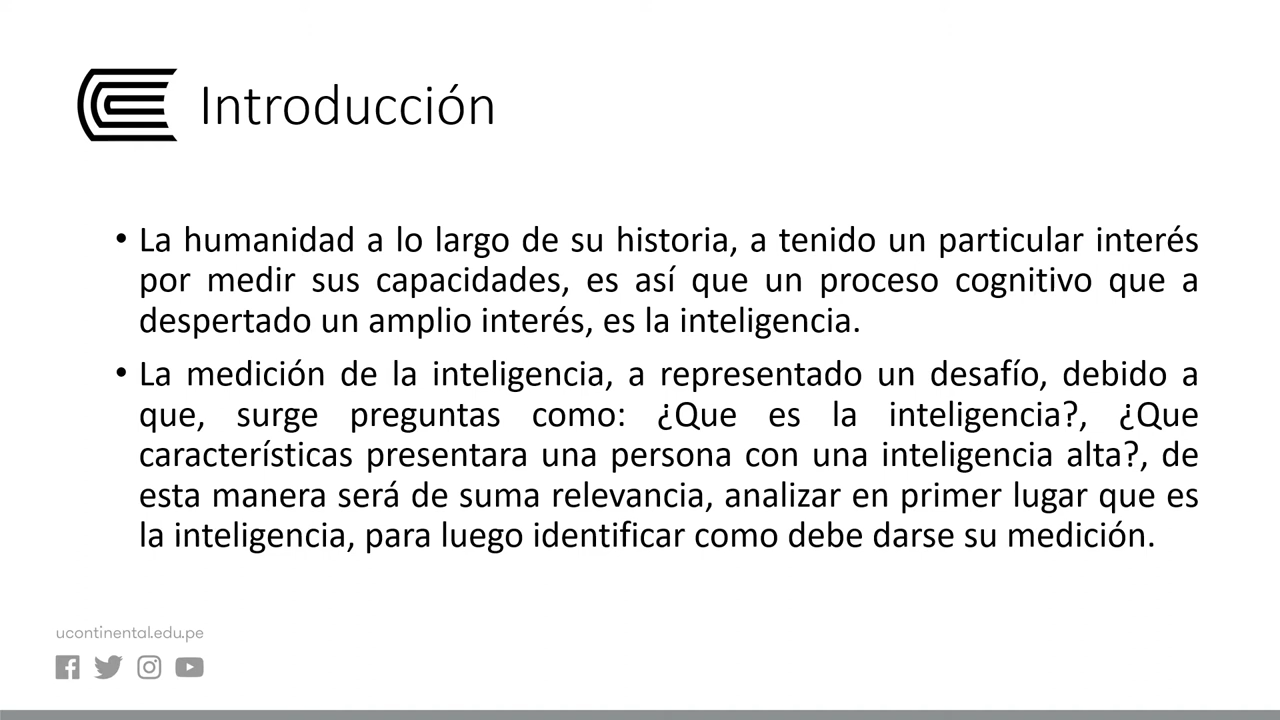 Introducción
• La humanidad a lo largo de su historia, a tenido un particular interés
por medir sus capacidades, es así que un proceso cognitivo que a
despertado un amplio interés, es la inteligencia.
• La medición de la inteligencia, a representado un desafío, debido a
que, surge preguntas como: ¿Que es la inteligencia?, ¿Que
características presentara una persona con una inteligencia alta?, de
esta manera será de suma relevancia, analizar en primer lugar que es
la inteligencia, para luego identificar como debe darse su medición.
ucontinental.edu.pe